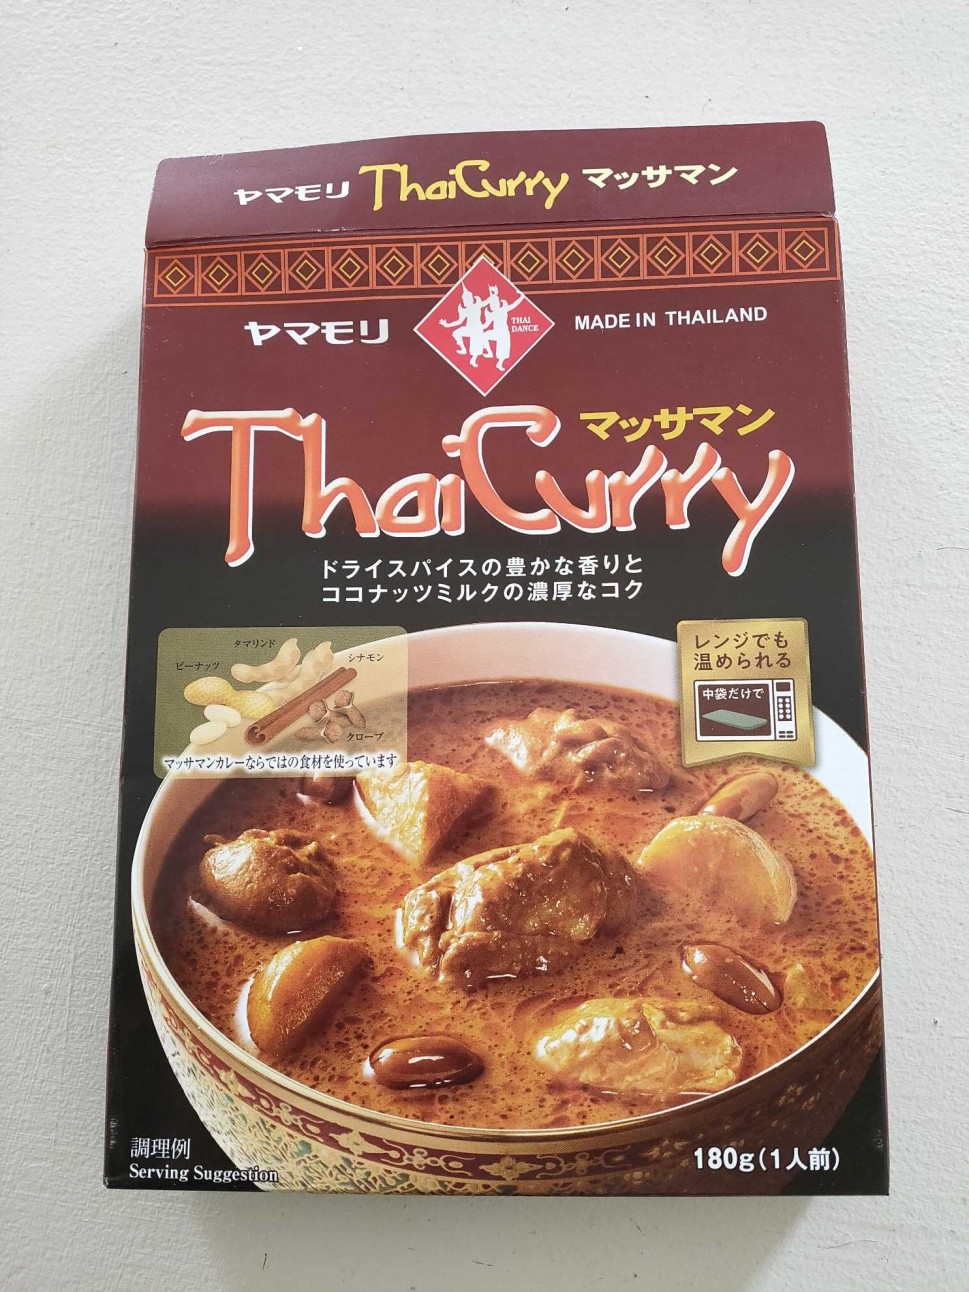 ヤマモリ ThaiCurry マッサマン
ヤマモリ
THAI
DANCE
MADE IN THAILAND
マッサマン
ThaiCurry
ドライスパイスの豊かな香りと
ココナッツミルクの濃厚なコク
タマリンド
ピーナッツ
シナモン
クローブ
マッサマンカレーならではの食材を使っています
レンジでも
温められる
中袋だけで
調理例
Serving Suggestion
180g(1人前)